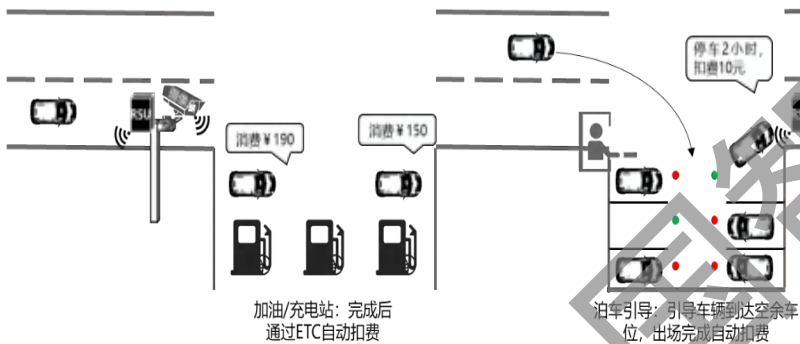 停车2小时，
扣费10元
RSU
消费￥190
消费￥150
加油/充电站：完成后
通过ETC自动扣费
泊车引导：引导车辆到达空余车
位，出场完成自动扣费